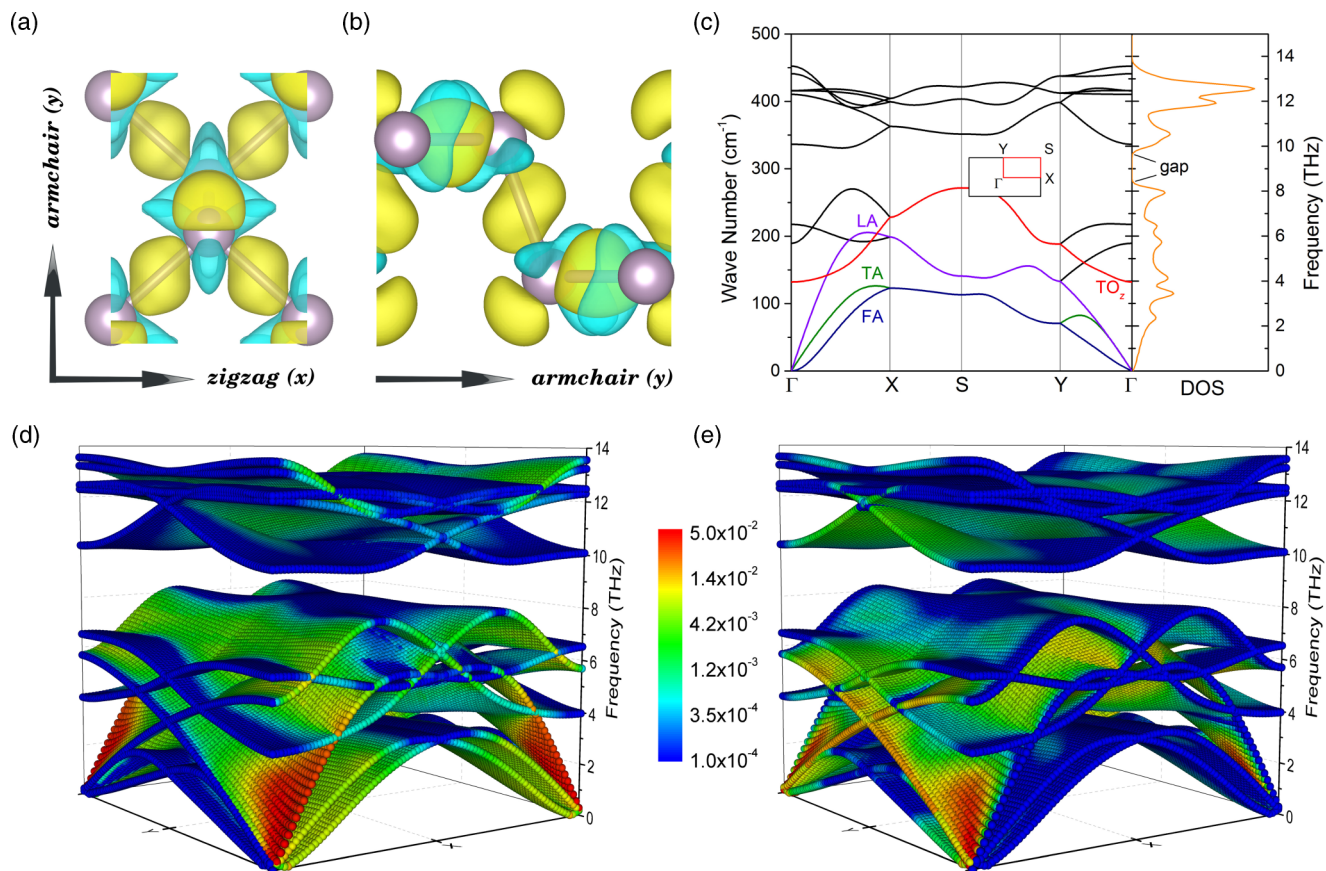 (a)
(b)
(c)
armchair (y)
zigzag (x)
armchair (y)
500
400
300
200
100
0
Wave Number (cm⁻¹)
Γ
X
S
Y
Γ
DOS
LA
TA
FA
TO_z
Y
S
Γ
X
gap
14
12
10
8
6
4
2
0
Frequency (THz)
(d)
14
12
10
8
6
4
2
0
Frequency (THz)
Y
X
5.0x10⁻²
1.4x10⁻²
4.2x10⁻³
1.2x10⁻³
3.5x10⁻⁴
1.0x10⁻⁴
(e)
14
12
10
8
6
4
2
0
Frequency (THz)
Y
X